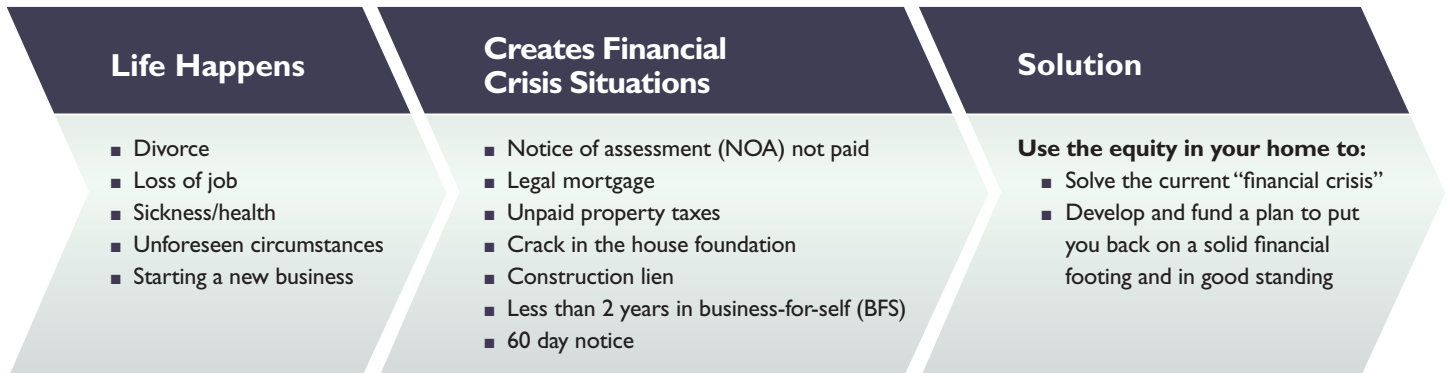 Life Happens
■ Divorce
■ Loss of job
■ Sickness/health
■ Unforeseen circumstances
■ Starting a new business
Creates Financial
Crisis Situations
■ Notice of assessment (NOA) not paid
■ Legal mortgage
■ Unpaid property taxes
■ Crack in the house foundation
■ Construction lien
■ Less than 2 years in business-for-self (BFS)
■ 60 day notice
Solution
Use the equity in your home to:
■ Solve the current “financial crisis”
■ Develop and fund a plan to put
you back on a solid financial
footing and in good standing